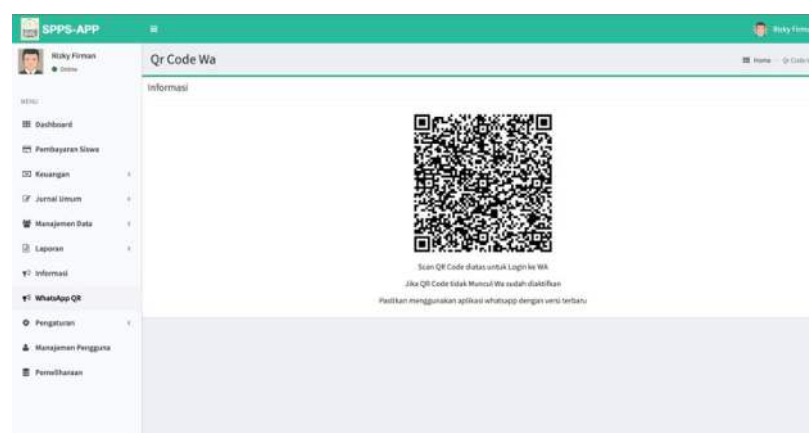 SPPS-APP
Rizky Firman
Rizky Firman
Online
Qr Code Wa
Home
MENU
Informasi
Dashboard
Pembayaran Siswa
Keuangan
Jurnal Umum
Manajemen Data
Laporan
Informasi
WhatsApp QR
Pengaturan
Manajemen Pengguna
Pemeliharaan
Scan QR Code diatas untuk Login ke WA
Jika QR Code tidak Muncul Wa sudah diaktifkan
Pastikan menggunakan aplikasi whatsapp dengan versi terbaru